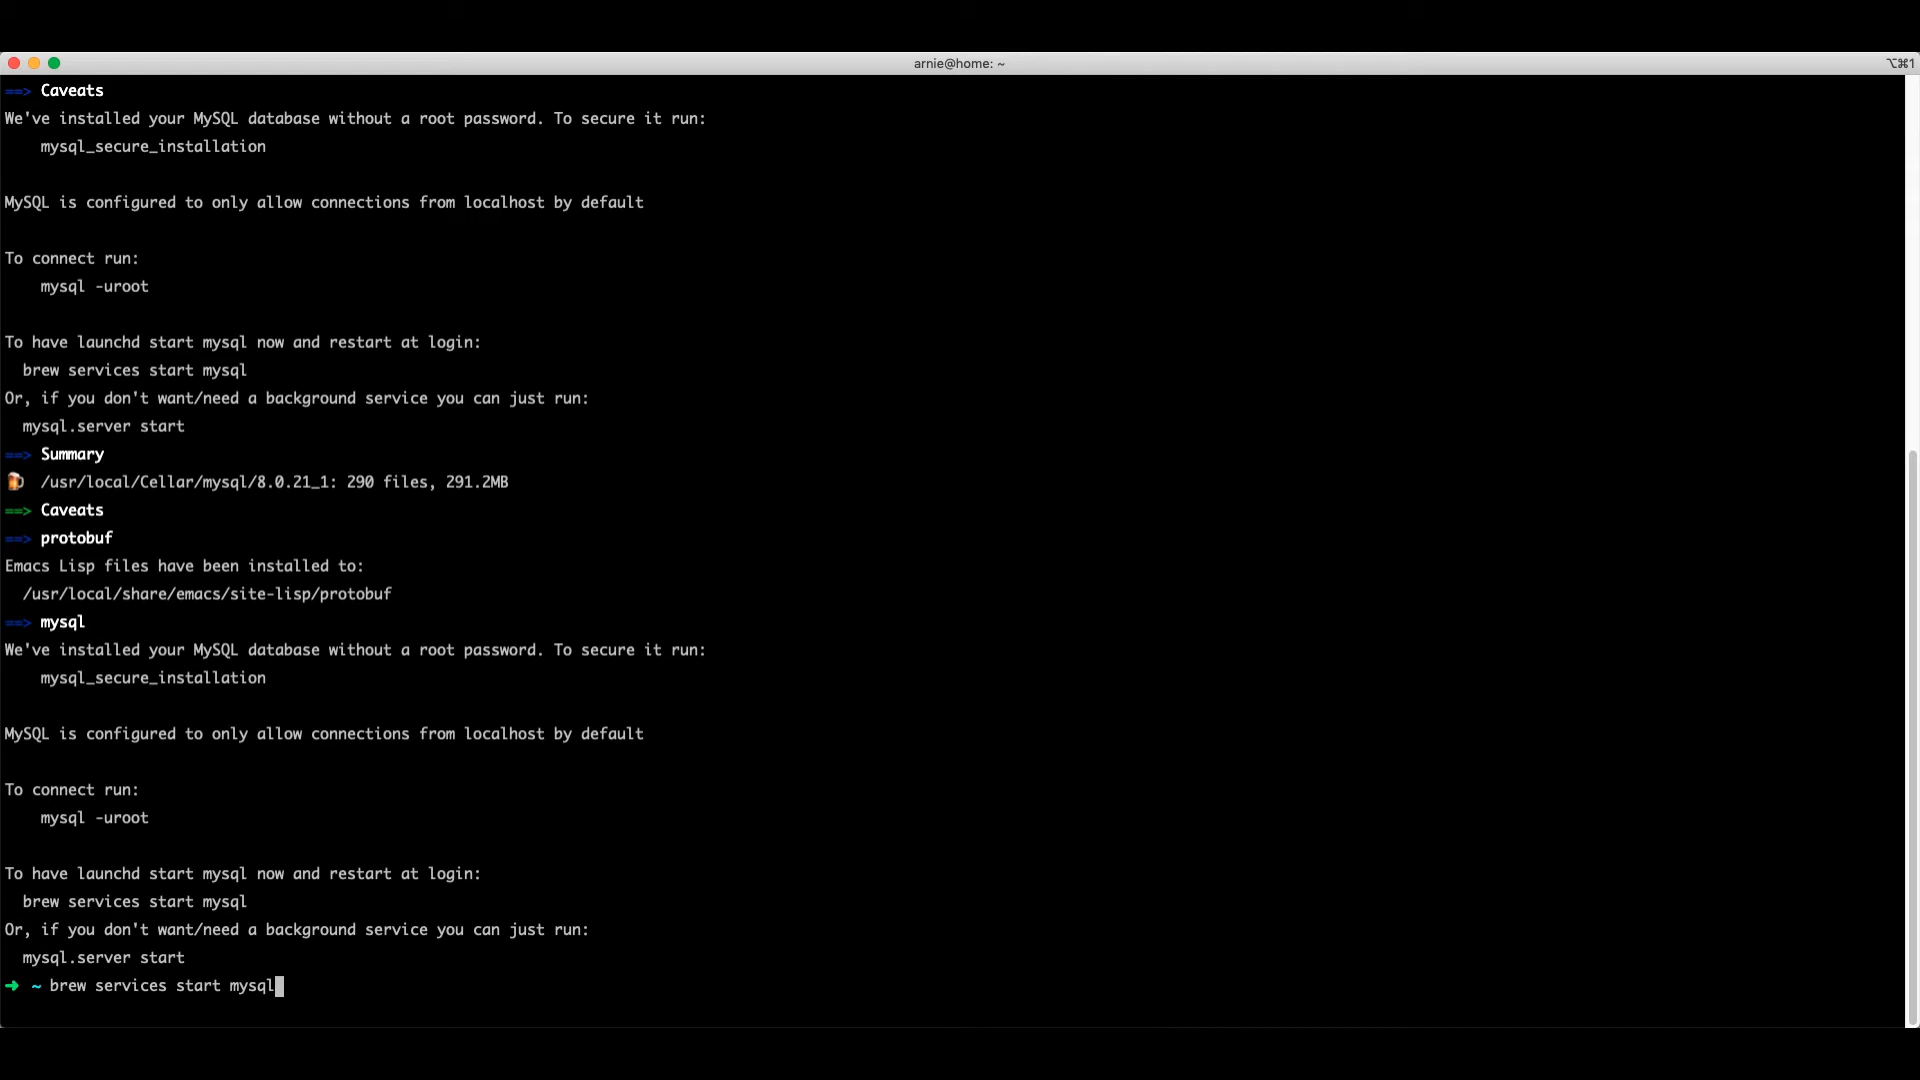 arnie@home: ~
⌥⌘1
==> Caveats
We've installed your MySQL database without a root password. To secure it run:
    mysql_secure_installation
MySQL is configured to only allow connections from localhost by default
To connect run:
    mysql -uroot
To have launchd start mysql now and restart at login:
  brew services start mysql
Or, if you don't want/need a background service you can just run:
  mysql.server start
==> Summary
🍺  /usr/local/Cellar/mysql/8.0.21_1: 290 files, 291.2MB
==> Caveats
==> protobuf
Emacs Lisp files have been installed to:
  /usr/local/share/emacs/site-lisp/protobuf
==> mysql
We've installed your MySQL database without a root password. To secure it run:
    mysql_secure_installation
MySQL is configured to only allow connections from localhost by default
To connect run:
    mysql -uroot
To have launchd start mysql now and restart at login:
  brew services start mysql
Or, if you don't want/need a background service you can just run:
  mysql.server start
➜  ~ brew services start mysql